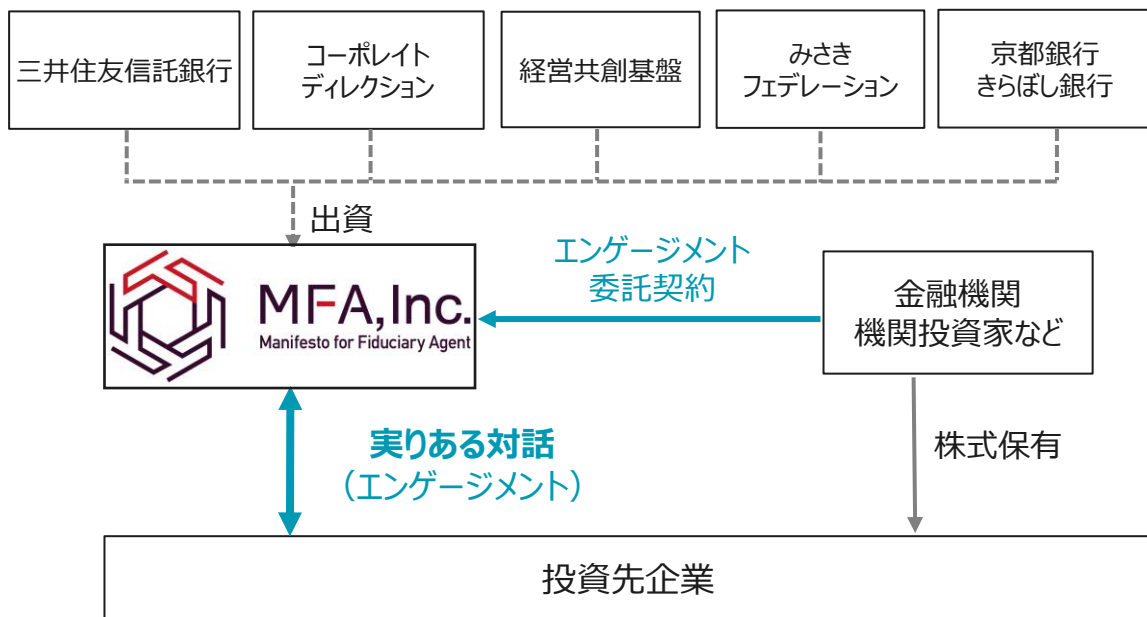 三井住友信託銀行
コーポレイト
ディレクション
経営共創基盤
みさき
フェデレーション
京都銀行
きらぼし銀行
出資
MFA,Inc.
Manifesto for Fiduciary Agent
エンゲージメント
委託契約
金融機関
機関投資家など
実りある対話
（エンゲージメント）
株式保有
投資先企業